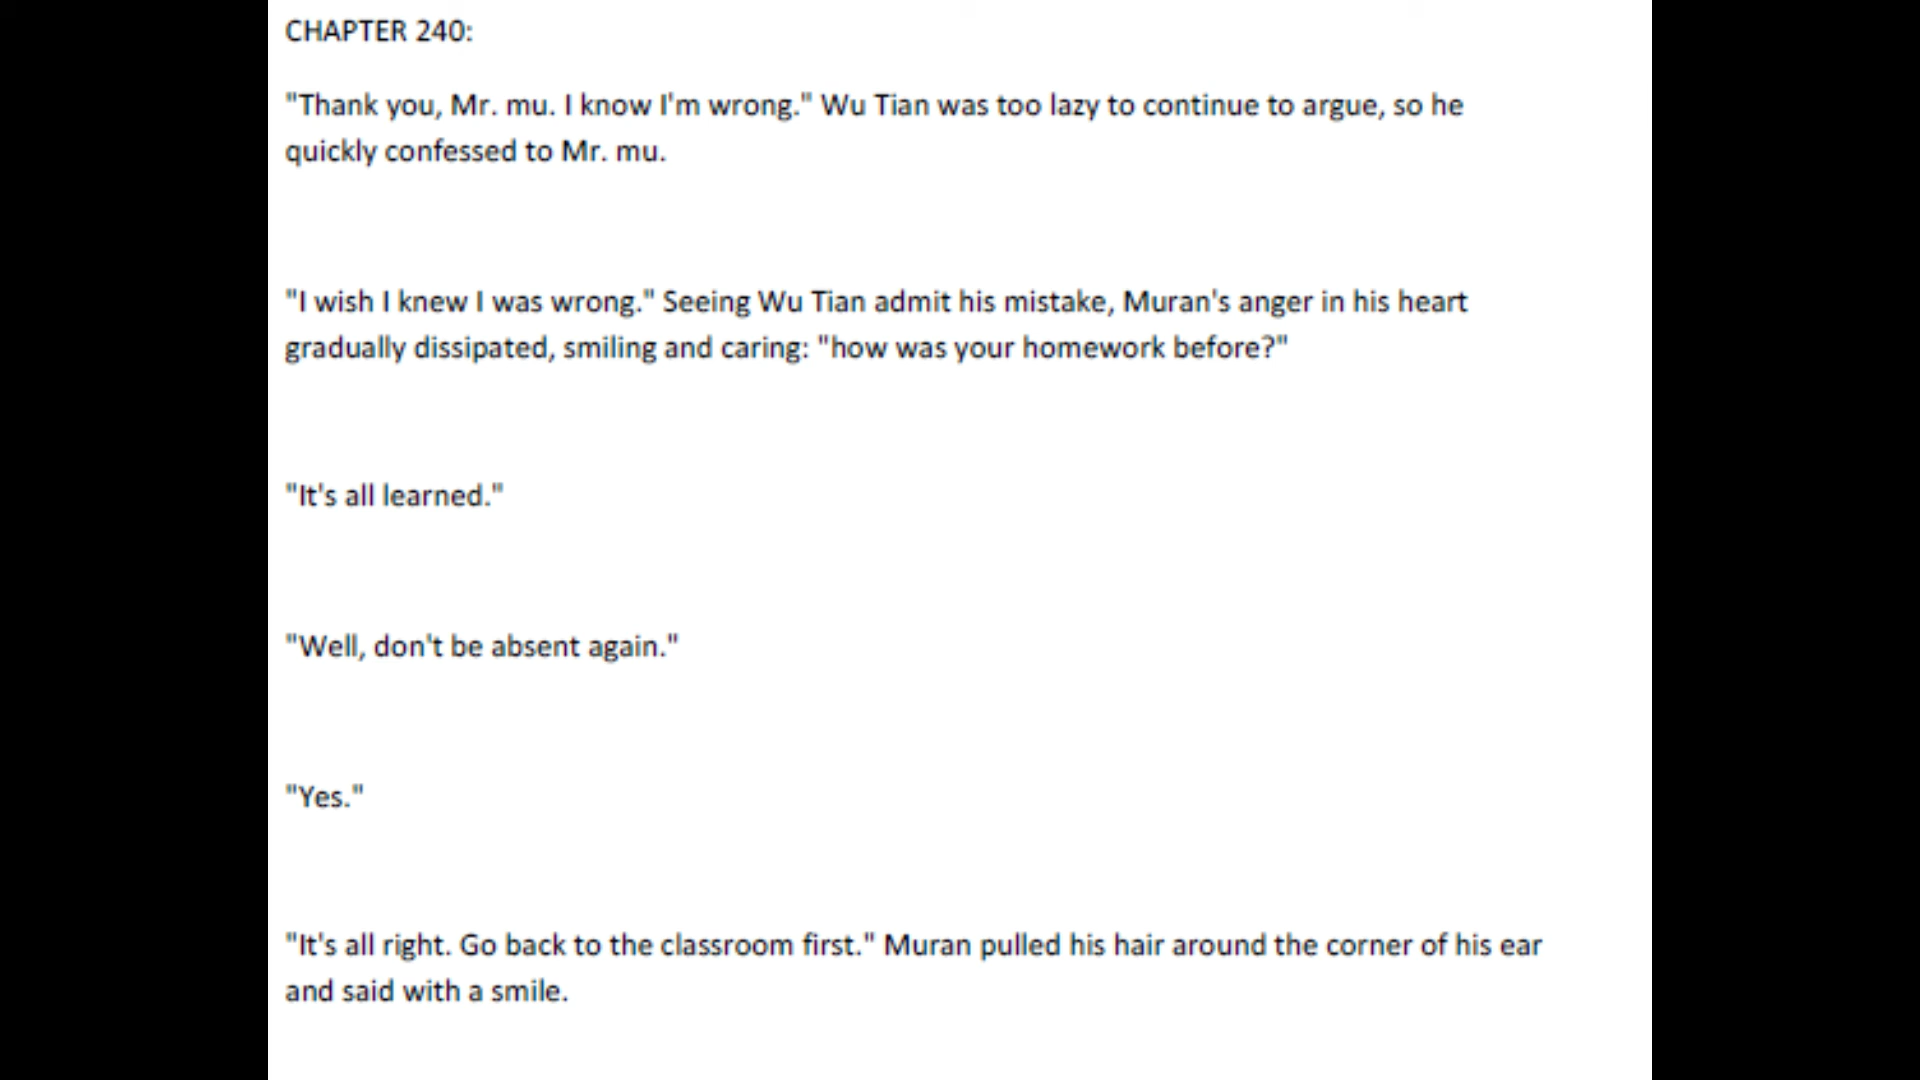 CHAPTER 240:
"Thank you, Mr. mu. I know I'm wrong." Wu Tian was too lazy to continue to argue, so he
quickly confessed to Mr. mu.
"I wish I knew I was wrong." Seeing Wu Tian admit his mistake, Muran's anger in his heart
gradually dissipated, smiling and caring: "how was your homework before?"
"It's all learned."
"Well, don't be absent again."
"Yes."
"It's all right. Go back to the classroom first." Muran pulled his hair around the corner of his ear
and said with a smile.